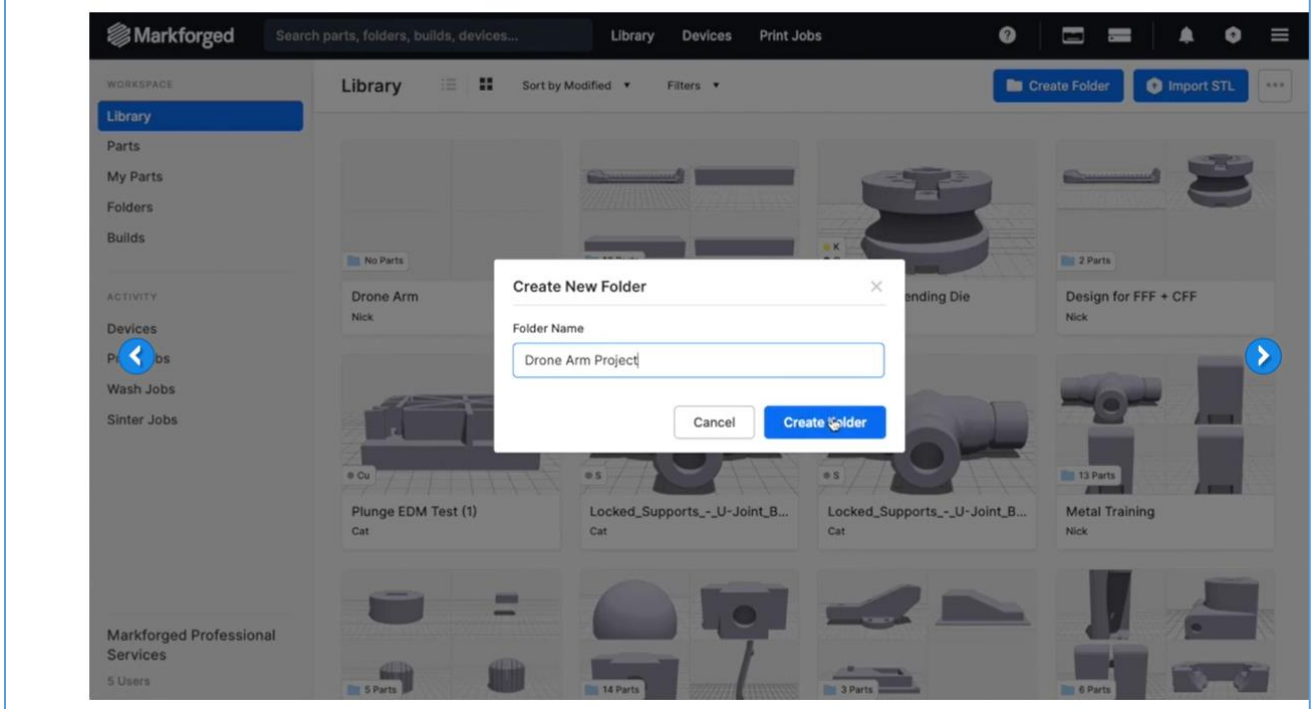 Markforged
Search parts, folders, builds, devices...
Library
Devices
Print Jobs
WORKSPACE
Library
Parts
My Parts
Folders
Builds
ACTIVITY
Devices
bs
Wash Jobs
Sinter Jobs
Markforged Professional
Services
5 Users
Library
Sort by Modified
Filters
Create Folder
Import STL
No Parts
Drone Arm
Nick
K
ending Die
2 Parts
Design for FFF + CFF
Nick
Create New Folder
Folder Name
Drone Arm Project
Cancel
Create Folder
Cu
Plunge EDM Test (1)
Cat
S
Locked_Supports_-_U-Joint_B...
Cat
S
Locked_Supports_-_U-Joint_B...
Cat
13 Parts
Metal Training
Nick
5 Parts
14 Parts
3 Parts
6 Parts